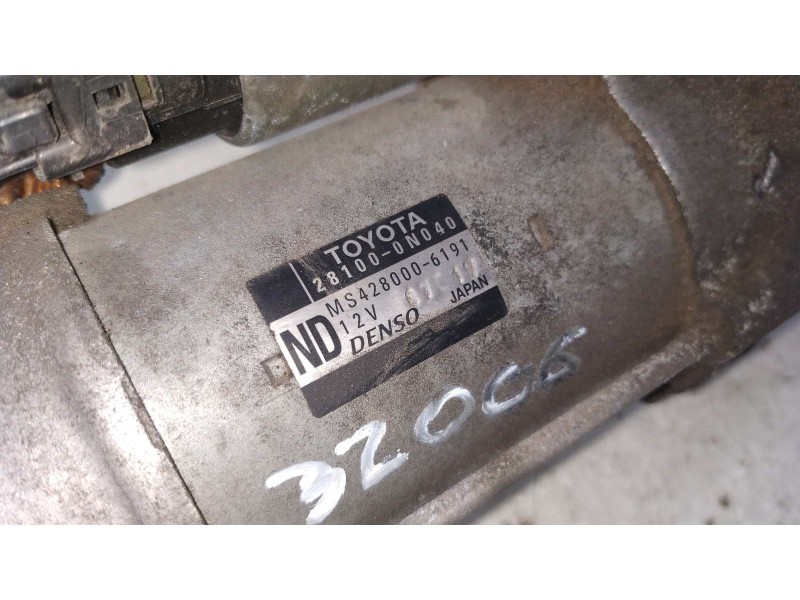 TOYOTA
28100-0N040
MS428000-6191
12V
ND DENSO JAPAN
32006